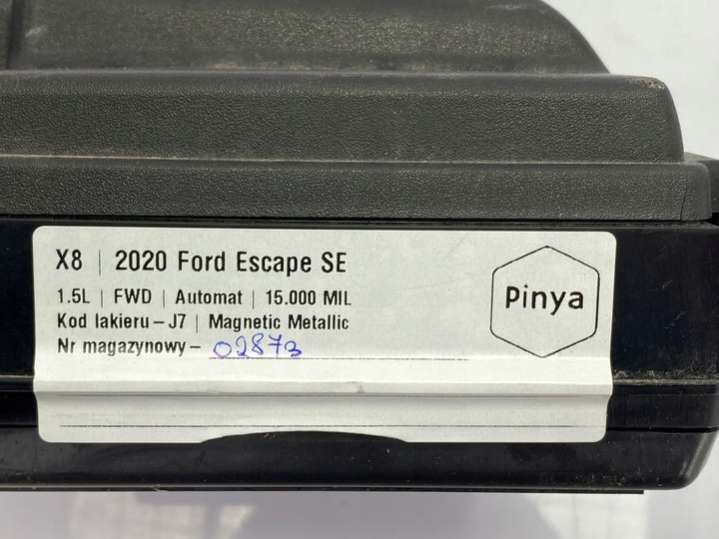 X8 | 2020 Ford Escape SE
1.5L | FWD | Automat | 15.000 MIL
Kod lakieru – J7 | Magnetic Metallic
Nr magazynowy – 02873
Pinya